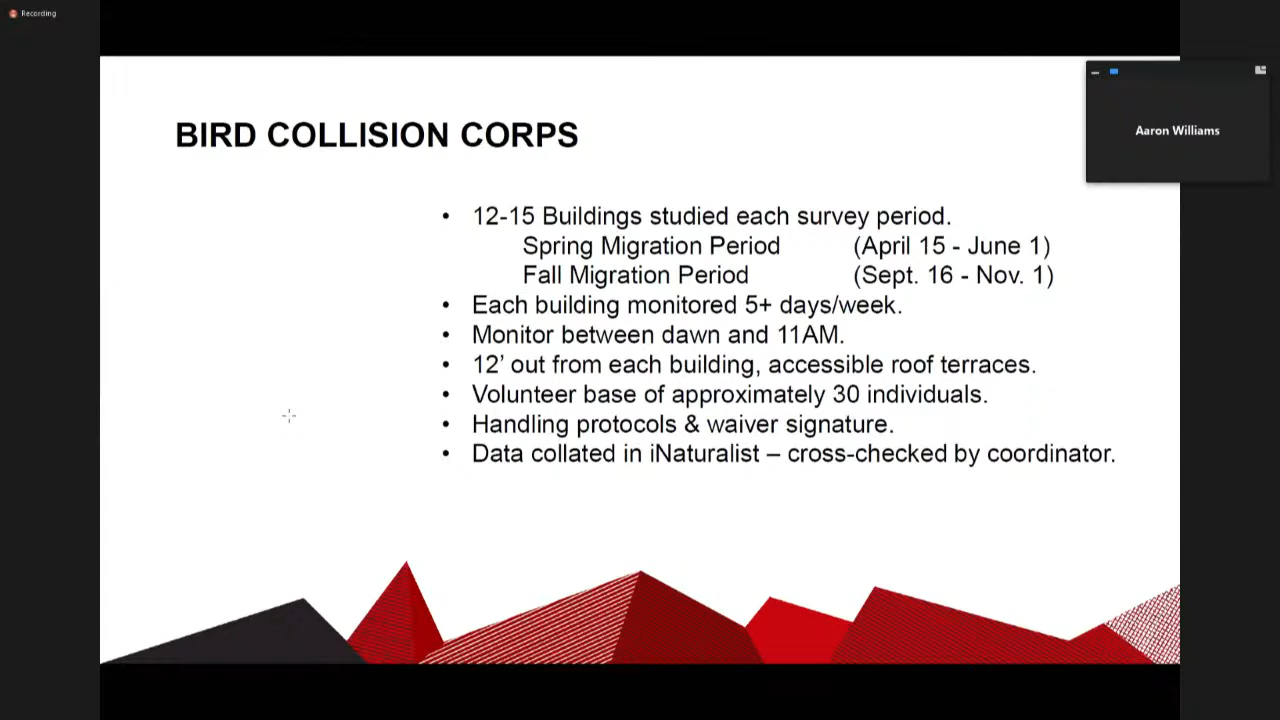 Recording
BIRD COLLISION CORPS
Aaron Williams
• 12-15 Buildings studied each survey period.
Spring Migration Period (April 15 - June 1)
Fall Migration Period (Sept. 16 - Nov. 1)
• Each building monitored 5+ days/week.
• Monitor between dawn and 11AM.
• 12’ out from each building, accessible roof terraces.
• Volunteer base of approximately 30 individuals.
• Handling protocols & waiver signature.
• Data collated in iNaturalist – cross-checked by coordinator.